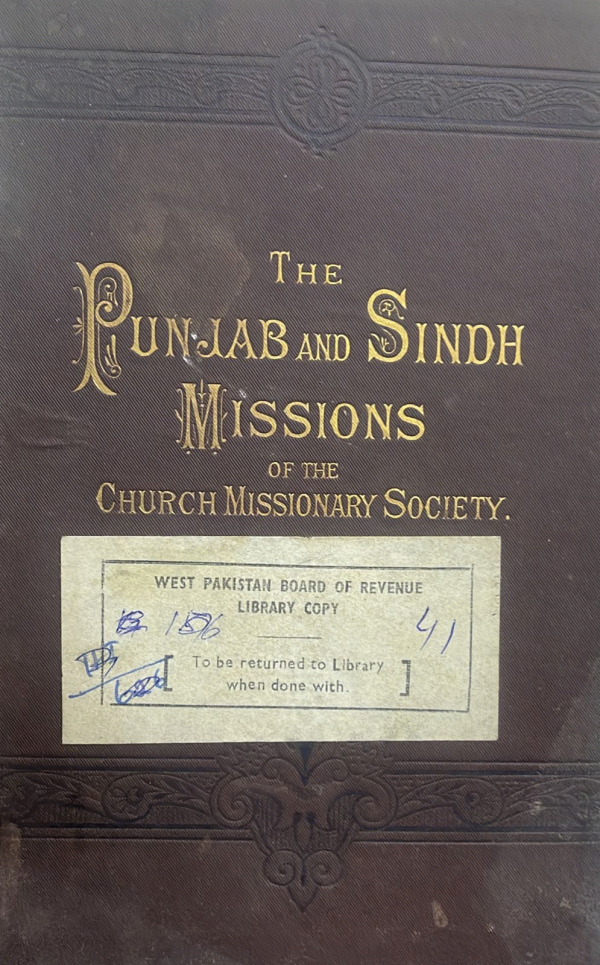 THE
PUNJAB AND SINDH
MISSIONS
OF THE
CHURCH MISSIONARY SOCIETY.
WEST PAKISTAN BOARD OF REVENUE
LIBRARY COPY
156 41
[ To be returned to Library
when done with. ]